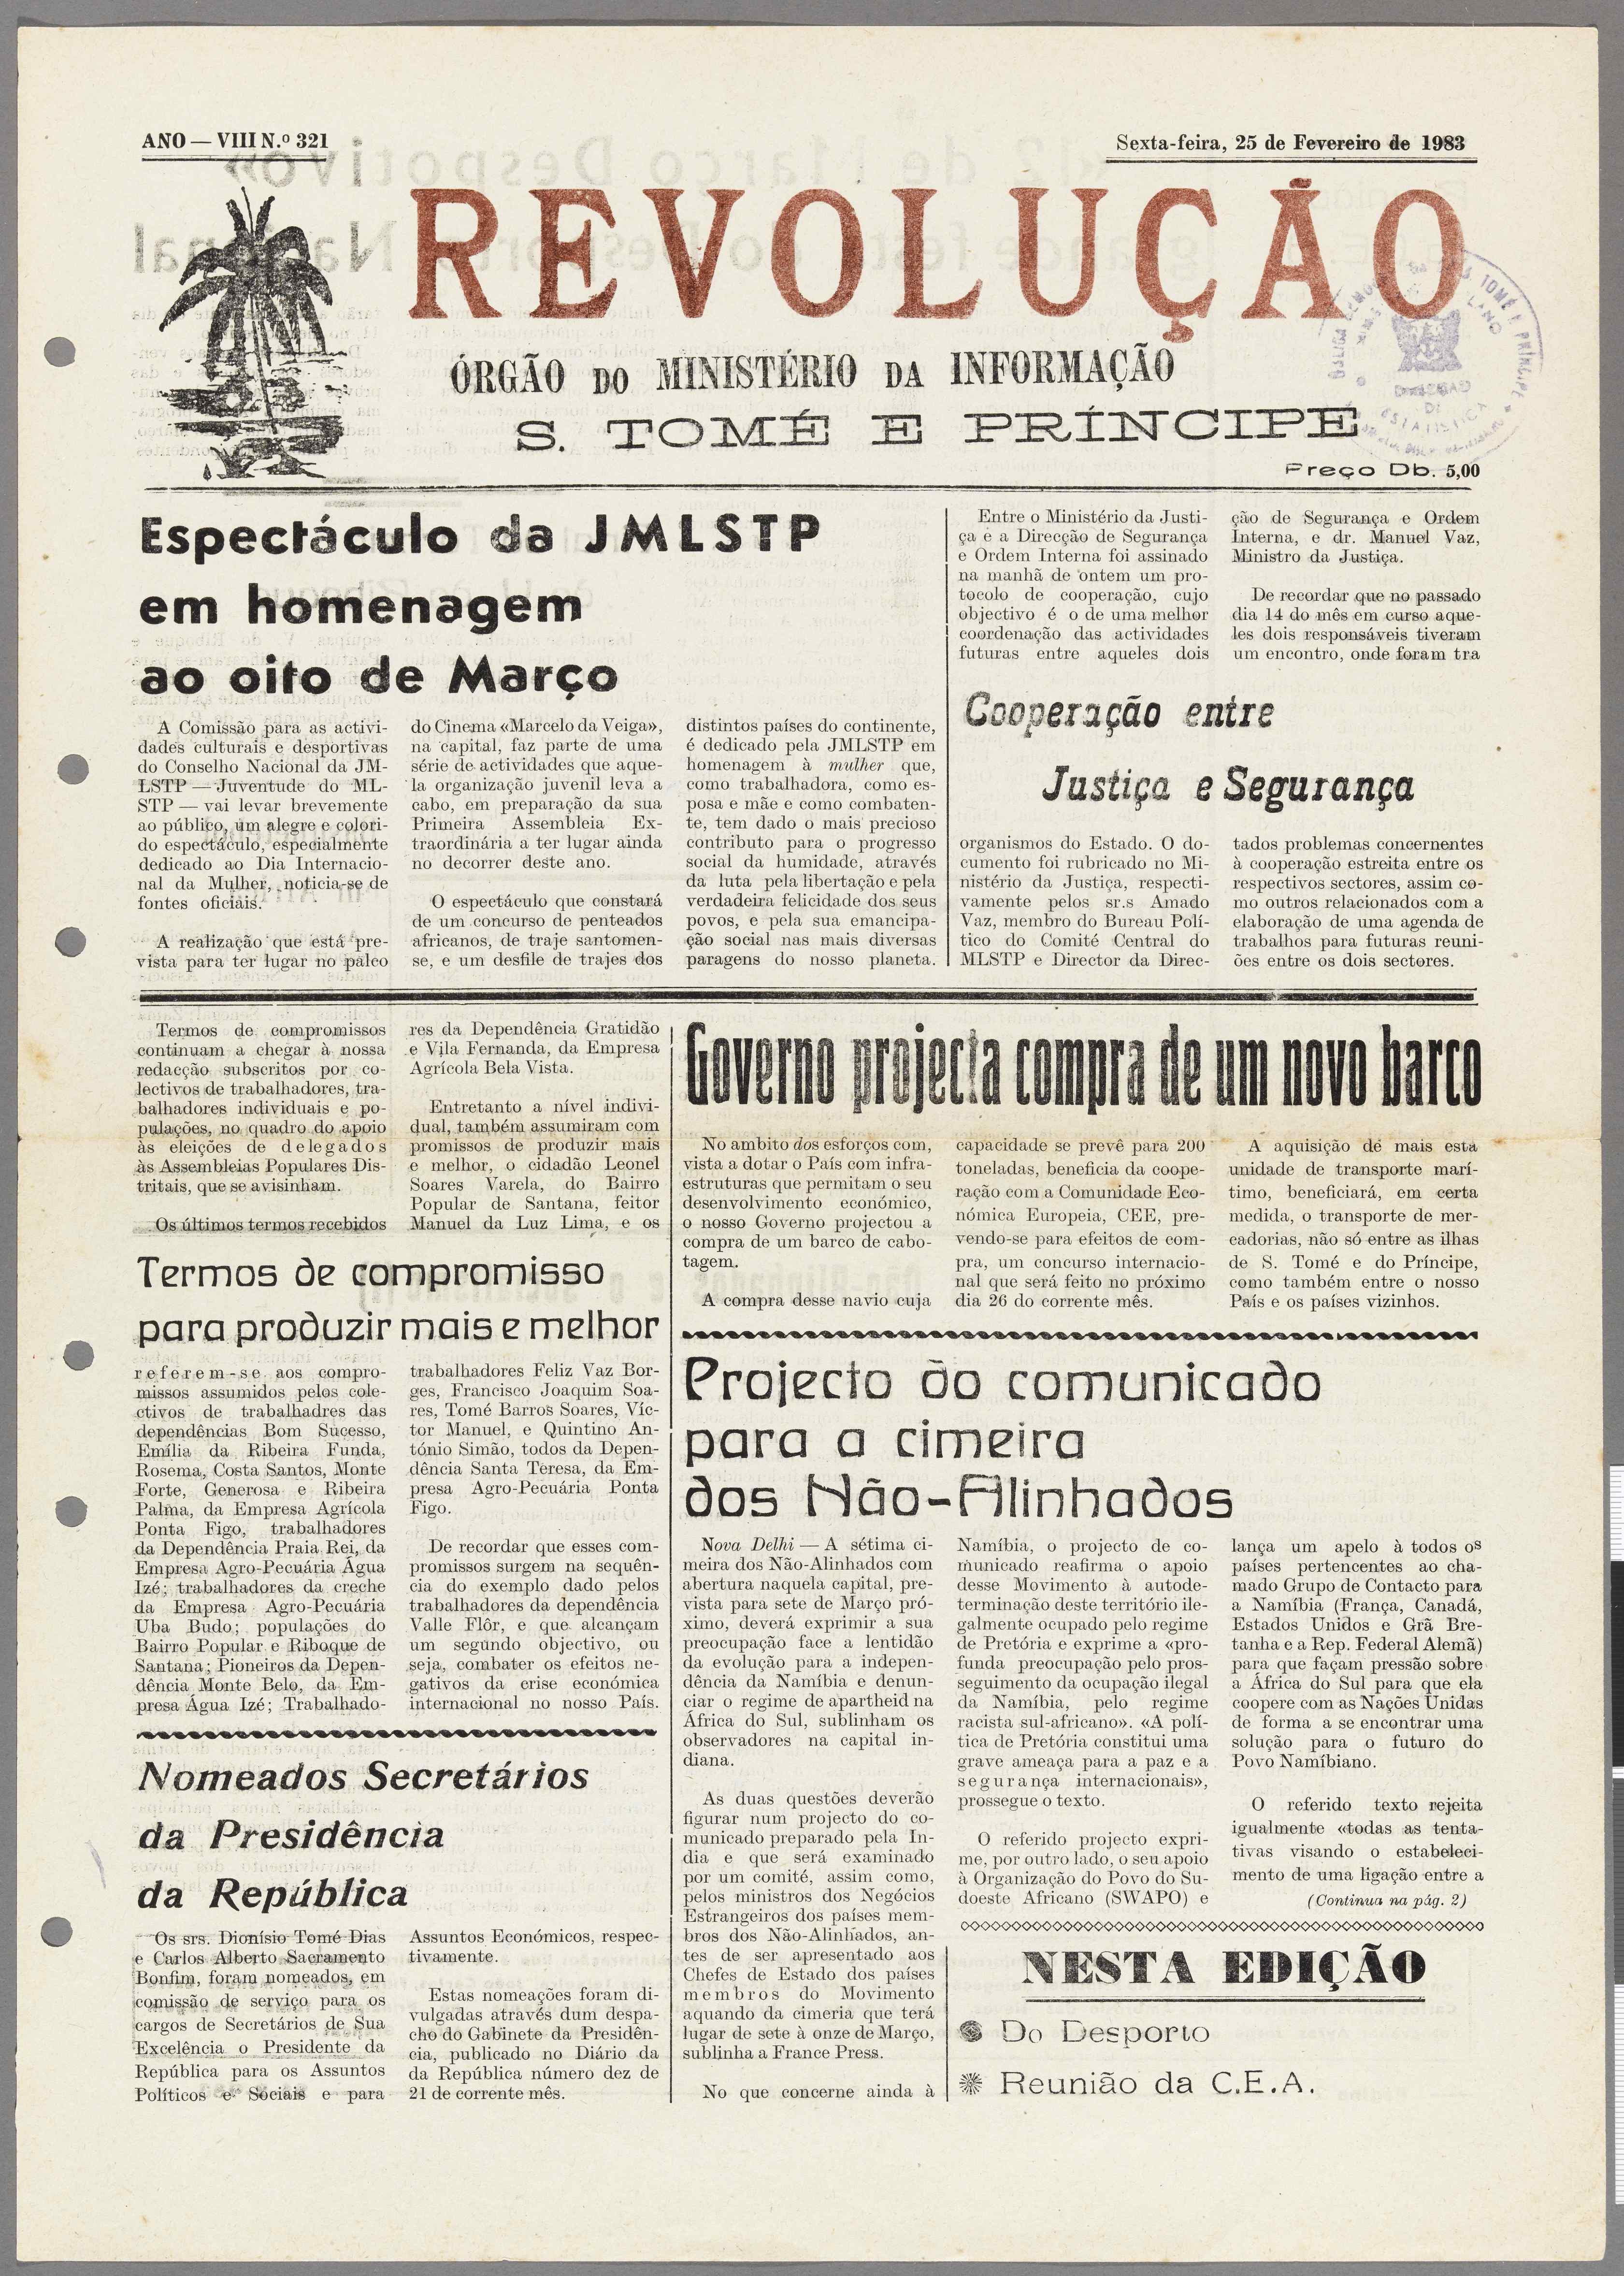 ANO — VIII N.º 321
Sexta-feira, 25 de Fevereiro de 1983
REVOLUÇÃO
ÓRGÃO DO MINISTÉRIO DA INFORMAÇÃO
S. TOMÉ E PRÍNCIPE
Preço Db. 5,00
Espectáculo da JMLSTP
em homenagem
ao oito de Março
A Comissão para as activi-
dades culturais e desportivas
do Conselho Nacional da JM-
LSTP — Juventude do ML-
STP — vai levar brevemente
ao público, um alegre e colori-
do espectáculo, especialmente
dedicado ao Dia Internacio-
nal da Mulher, noticia-se de
fontes oficiais.
A realização que está pre-
vista para ter lugar no palco
do Cinema «Marcelo da Veiga»,
na capital, faz parte de uma
série de actividades que aque-
la organização juvenil leva a
cabo, em preparação da sua
Primeira Assembleia Ex-
traordinária a ter lugar ainda
no decorrer deste ano.
O espectáculo que constará
de um concurso de penteados
africanos, de traje santomen-
se, e um desfile de trajes dos
distintos países do continente,
é dedicado pela JMLSTP em
homenagem à mulher que,
como trabalhadora, como es-
posa e mãe e como combaten-
te, tem dado o mais precioso
contributo para o progresso
social da humidade, através
da luta pela libertação e pela
verdadeira felicidade dos seus
povos, e pela sua emancipa-
ção social nas mais diversas
paragens do nosso planeta.
Entre o Ministério da Justi-
ça e a Direcção de Segurança
e Ordem Interna foi assinado
na manhã de ontem um pro-
tocolo de cooperação, cujo
objectivo é o de uma melhor
coordenação das actividades
futuras entre aqueles dois
ção de Segurança e Ordem
Interna, e dr. Manuel Vaz,
Ministro da Justiça.
De recordar que no passado
dia 14 do mês em curso aque-
les dois responsáveis tiveram
um encontro, onde foram tra
Cooperação entre
Justiça e Segurança
organismos do Estado. O do-
cumento foi rubricado no Mi-
nistério da Justiça, respecti-
vamente pelos sr.s Amado
Vaz, membro do Bureau Polí-
tico do Comité Central do
MLSTP e Director da Direc-
tados problemas concernentes
à cooperação estreita entre os
respectivos sectores, assim co-
mo outros relacionados com a
elaboração de uma agenda de
trabalhos para futuras reuni-
ões entre os dois sectores.
Termos de compromissos
continuam a chegar à nossa
redacção subscritos por co-
lectivos de trabalhadores, tra-
balhadores individuais e po-
pulações, no quadro do apoio
às eleições de delegados
às Assembleias Populares Dis-
tritais, que se avisinham.
Os últimos termos recebidos
res da Dependência Gratidão
e Vila Fernanda, da Empresa
Agrícola Bela Vista.
Entretanto a nível indivi-
dual, também assumiram com
promissos de produzir mais
e melhor, o cidadão Leonel
Soares Varela, do Bairro
Popular de Santana, feitor
Manuel da Luz Lima, e os
Termos de compromisso
para produzir mais e melhor
referem-se aos compro-
missos assumidos pelos cole-
ctivos de trabalhadres das
dependências Bom Sucesso,
Emília da Ribeira Funda,
Rosema, Costa Santos, Monte
Forte, Generosa e Ribeira
Palma, da Empresa Agrícola
Ponta Figo, trabalhadores
da Dependência Praia Rei, da
Empresa Agro-Pecuária Água
Izé; trabalhadores da creche
da Empresa Agro-Pecuária
Uba Budo; populações do
Bairro Popular e Riboque de
Santana; Pioneiros da Depen-
dência Monte Belo, da Em-
presa Água Izé; Trabalhado-
trabalhadores Feliz Vaz Bor-
ges, Francisco Joaquim Soa-
res, Tomé Barros Soares, Víc-
tor Manuel, e Quintino An-
tónio Simão, todos da Depen-
dência Santa Teresa, da Em-
presa Agro-Pecuária Ponta
Figo.
De recordar que esses com-
promissos surgem na sequên-
cia do exemplo dado pelos
trabalhadores da dependência
Valle Flôr, e que alcançam
um segundo objectivo, ou
seja, combater os efeitos ne-
gativos da crise económica
internacional no nosso País.
Nomeados Secretários
da Presidência
da República
Os srs. Dionísio Tomé Dias
e Carlos Alberto Sacramento
Bonfim, foram nomeados, em
comissão de serviço para os
cargos de Secretários de Sua
Excelência o Presidente da
República para os Assuntos
Políticos e Sociais e para
Assuntos Económicos, respec-
tivamente.
Estas nomeações foram di-
vulgadas através dum despa-
cho do Gabinete da Presidên-
cia, publicado no Diário da
da República número dez de
21 de corrente mês.
Governo projecta compra de um novo barco
No ambito dos esforços com,
vista a dotar o País com infra-
estruturas que permitam o seu
desenvolvimento económico,
o nosso Governo projectou a
compra de um barco de cabo-
tagem.
A compra desse navio cuja
capacidade se prevê para 200
toneladas, beneficia da coope-
ração com a Comunidade Eco-
nómica Europeia, CEE, pre-
vendo-se para efeitos de com-
pra, um concurso internacio-
nal que será feito no próximo
dia 26 do corrente mês.
A aquisição de mais esta
unidade de transporte marí-
timo, beneficiará, em certa
medida, o transporte de mer-
cadorias, não só entre as ilhas
de S. Tomé e do Príncipe,
como também entre o nosso
País e os países vizinhos.
Projecto do comunicado
para a cimeira
dos Não-Alinhados
Nova Delhi — A sétima ci-
meira dos Não-Alinhados com
abertura naquela capital, pre-
vista para sete de Março pró-
ximo, deverá exprimir a sua
preocupação face a lentidão
da evolução para a indepen-
dência da Namíbia e denun-
ciar o regime de apartheid na
África do Sul, sublinham os
observadores na capital in-
diana.
As duas questões deverão
figurar num projecto do co-
municado preparado pela In-
dia e que será examinado
por um comité, assim como,
pelos ministros dos Negócios
Estrangeiros dos países mem-
bros dos Não-Alinhados, an-
tes de ser apresentado aos
Chefes de Estado dos países
membros do Movimento
aquando da cimeria que terá
lugar de sete à onze de Março,
sublinha a France Press.
No que concerne ainda à
Namíbia, o projecto de co-
municado reafirma o apoio
desse Movimento à autode-
terminação deste território ile-
galmente ocupado pelo regime
de Pretória e exprime a «pro-
funda preocupação pelo pros-
seguimento da ocupação ilegal
da Namíbia, pelo regime
racista sul-africano». «A polí-
tica de Pretória constitui uma
grave ameaça para a paz e a
segurança internacionais»,
prossegue o texto.
O referido projecto expri-
me, por outro lado, o seu apoio
à Organização do Povo do Su-
doeste Africano (SWAPO) e
lança um apelo à todos os
países pertencentes ao cha-
mado Grupo de Contacto para
a Namíbia (França, Canadá,
Estados Unidos e Grã Bre-
tanha e a Rep. Federal Alemã)
para que façam pressão sobre
a África do Sul para que ela
coopere com as Nações Unidas
de forma a se encontrar uma
solução para o futuro do
Povo Namíbiano.
O referido texto rejeita
igualmente «todas as tenta-
tivas visando o estabeleci-
mento de uma ligação entre a
(Continua na pág. 2)
NESTA EDIÇÃO
Do Desporto
Reunião da C.E.A.